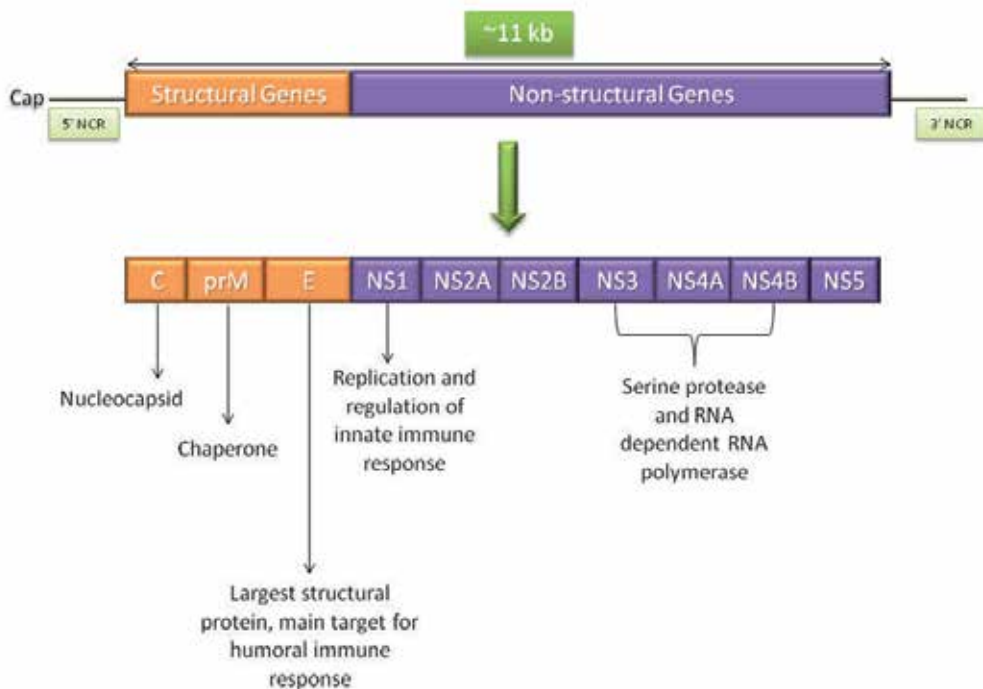 ~11 kb
Cap
Structural Genes
Non-structural Genes
5' NCR
3' NCR
C
prM
E
NS1
NS2A
NS2B
NS3
NS4A
NS4B
NS5
Nucleocapsid
Chaperone
Replication and
regulation of
innate immune
response
Serine protease
and RNA
dependent RNA
polymerase
Largest structural
protein, main target for
humoral immune
response